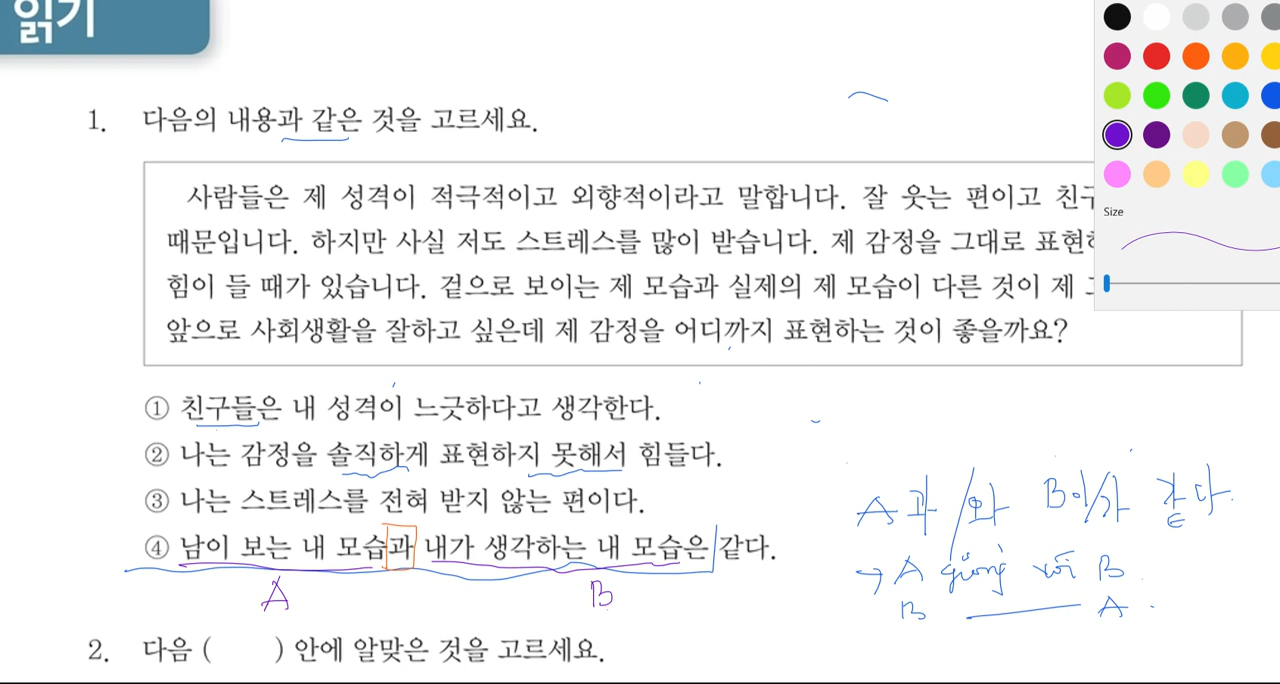 읽기
1. 다음의 내용과 같은 것을 고르세요.
사람들은 제 성격이 적극적이고 외향적이라고 말합니다. 잘 웃는 편이고 친구
때문입니다. 하지만 사실 저도 스트레스를 많이 받습니다. 제 감정을 그대로 표현하
힘이 들 때가 있습니다. 겉으로 보이는 제 모습과 실제의 제 모습이 다른 것이 제
앞으로 사회생활을 잘하고 싶은데 제 감정을 어디까지 표현하는 것이 좋을까요?
① 친구들은 내 성격이 느긋하다고 생각한다.
② 나는 감정을 솔직하게 표현하지 못해서 힘들다.
③ 나는 스트레스를 전혀 받지 않는 편이다.
④ 남이 보는 내 모습과 내가 생각하는 내 모습은 같다.
A B
A 과/와 B이/가 같다.
→ A giống với B
B A.
2. 다음 ( ) 안에 알맞은 것을 고르세요.
Size